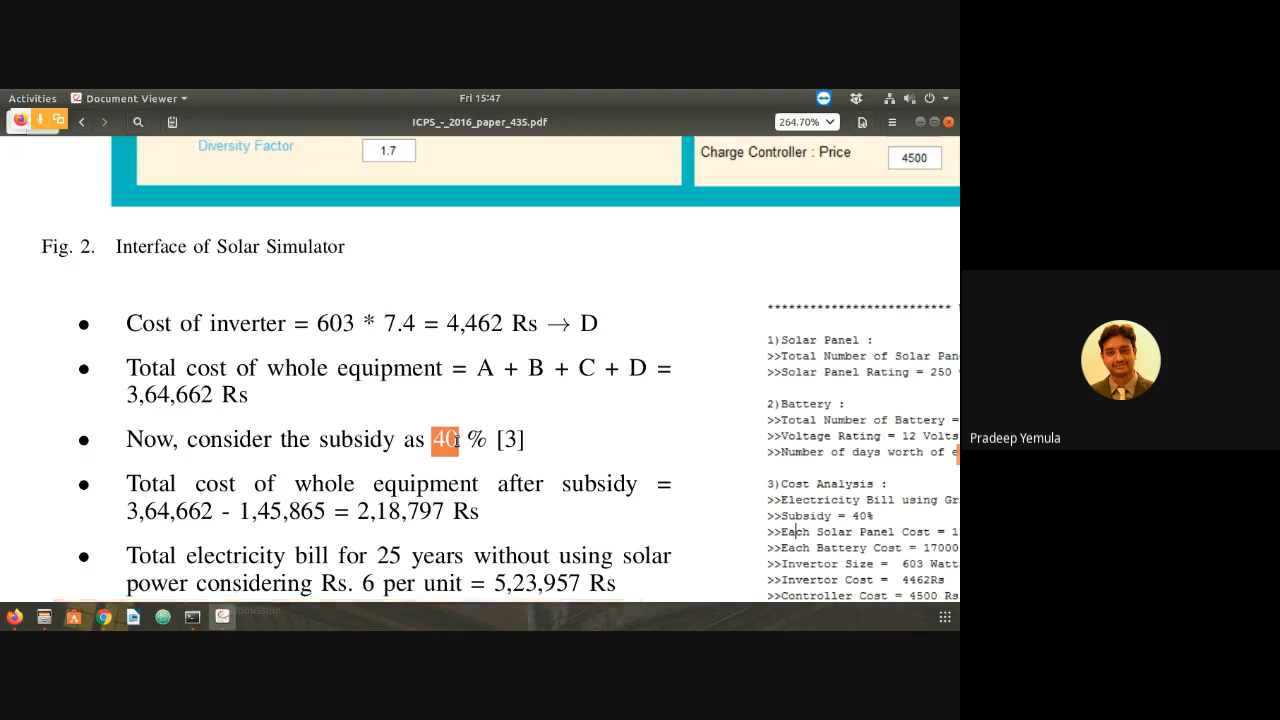 Activities
Document Viewer
Fri 15:47
ICPS_-_2016_paper_435.pdf
264.70%
Diversity Factor
1.7
Charge Controller : Price
4500
Fig. 2. Interface of Solar Simulator
● Cost of inverter = 603 * 7.4 = 4,462 Rs → D
● Total cost of whole equipment = A + B + C + D =
3,64,662 Rs
● Now, consider the subsidy as 40 % [3]
● Total cost of whole equipment after subsidy =
3,64,662 - 1,45,865 = 2,18,797 Rs
● Total electricity bill for 25 years without using solar
power considering Rs. 6 per unit = 5,23,957 Rs
**************************
1)Solar Panel :
>>Total Number of Solar Pan
>>Solar Panel Rating = 250
2)Battery :
>>Total Number of Battery =
>>Voltage Rating = 12 Volts
>>Number of days worth of e
3)Cost Analysis :
>>Electricity Bill using Gr
>>Subsidy = 40%
>>Each Solar Panel Cost = 1
>>Each Battery Cost = 17000
>>Invertor Size = 603 Watt
>>Invertor Cost = 4462Rs
>>Controller Cost = 4500 Rs
Pradeep Yemula